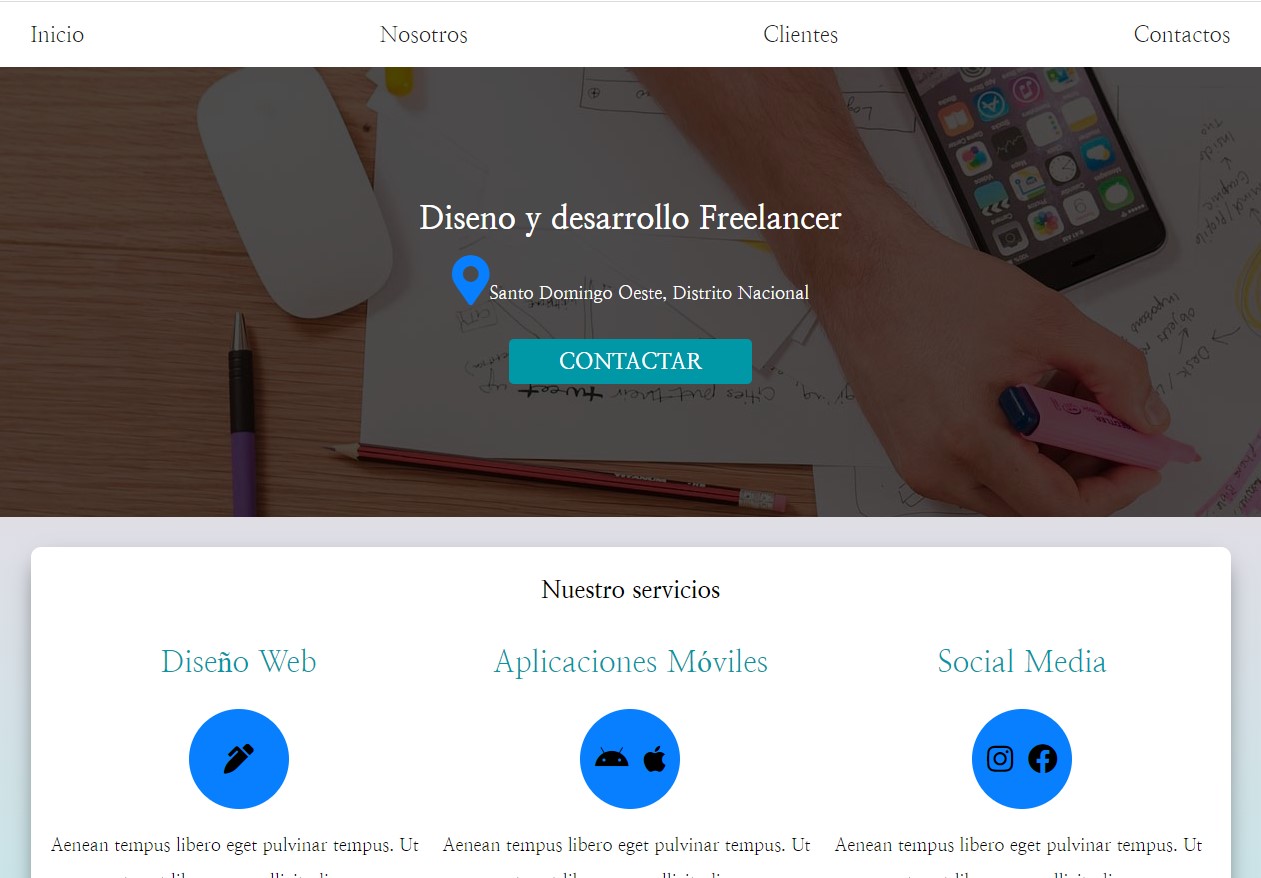 Inicio Nosotros Clientes Contactos
Diseno y desarrollo Freelancer
Santo Domingo Oeste, Distrito Nacional
CONTACTAR
Nuestro servicios
Diseño Web Aplicaciones Móviles Social Media
Aenean tempus libero eget pulvinar tempus. Ut Aenean tempus libero eget pulvinar tempus. Ut Aenean tempus libero eget pulvinar tempus. Ut